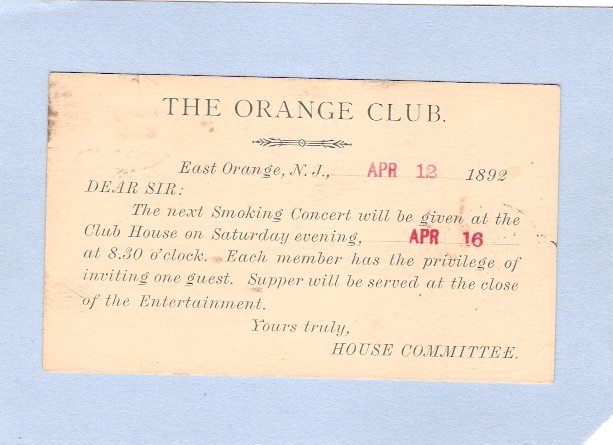 THE ORANGE CLUB.
East Orange, N. J., APR 12 1892
DEAR SIR:
The next Smoking Concert will be given at the
Club House on Saturday evening, APR 16
at 8.30 o'clock. Each member has the privilege of
inviting one guest. Supper will be served at the close
of the Entertainment.
Yours truly,
HOUSE COMMITTEE.